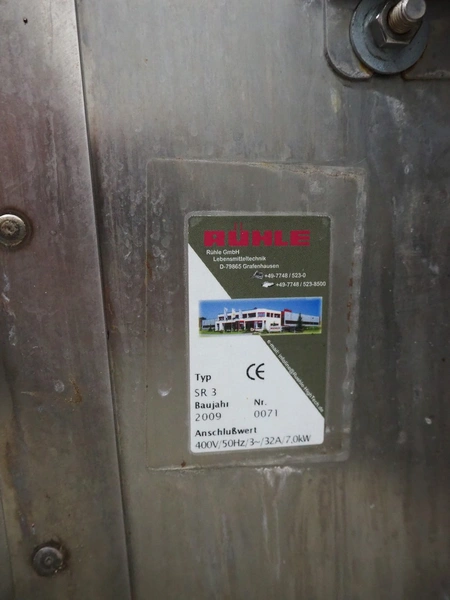 RÜHLE
Rühle GmbH
Lebensmitteltechnik
D-79865 Grafenhausen
+49-7748 / 523-0
+49-7748 / 523-8500
Typ
CE
SR 3
Baujahr Nr.
2009 0071
Anschlußwert
400V/50Hz/3~/32A/7.0kW